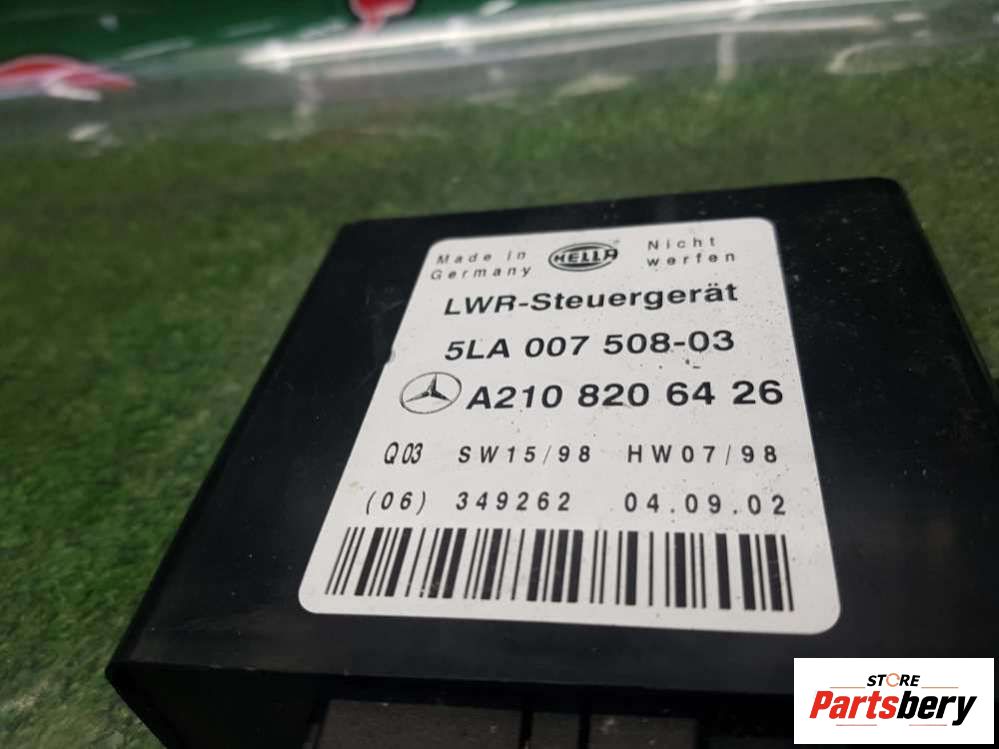 Made in
Germany
HELLA
Nicht
werfen
LWR-Steuergerät
5LA 007 508-03
A210 820 64 26
Q03 SW15/98 HW07/98
(06) 349262 04.09.02
STORE
Partsbery